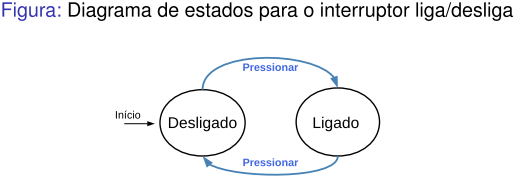 Figura: Diagrama de estados para o interruptor liga/desliga
Pressionar
Início
Desligado
Ligado
Pressionar